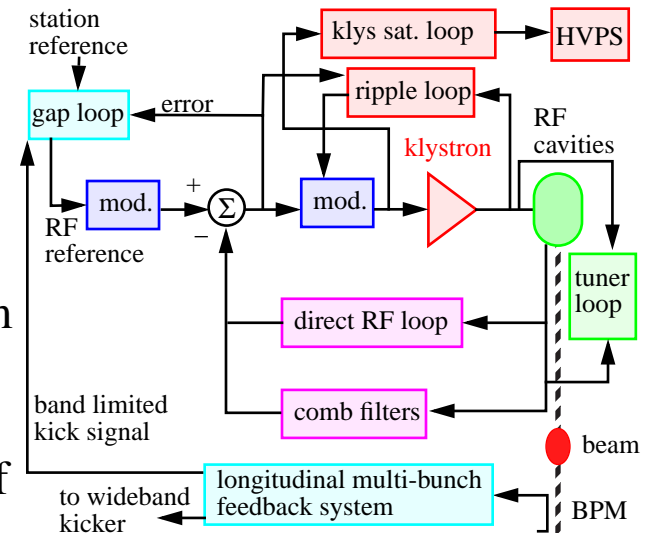 station
reference
klys sat. loop
HVPS
gap loop
error
ripple loop
RF
cavities
klystron
mod.
+
Σ
−
mod.
RF
reference
tuner
loop
n
direct RF loop
band limited
kick signal
comb filters
beam
f
longitudinal multi-bunch
feedback system
to wideband
kicker
BPM